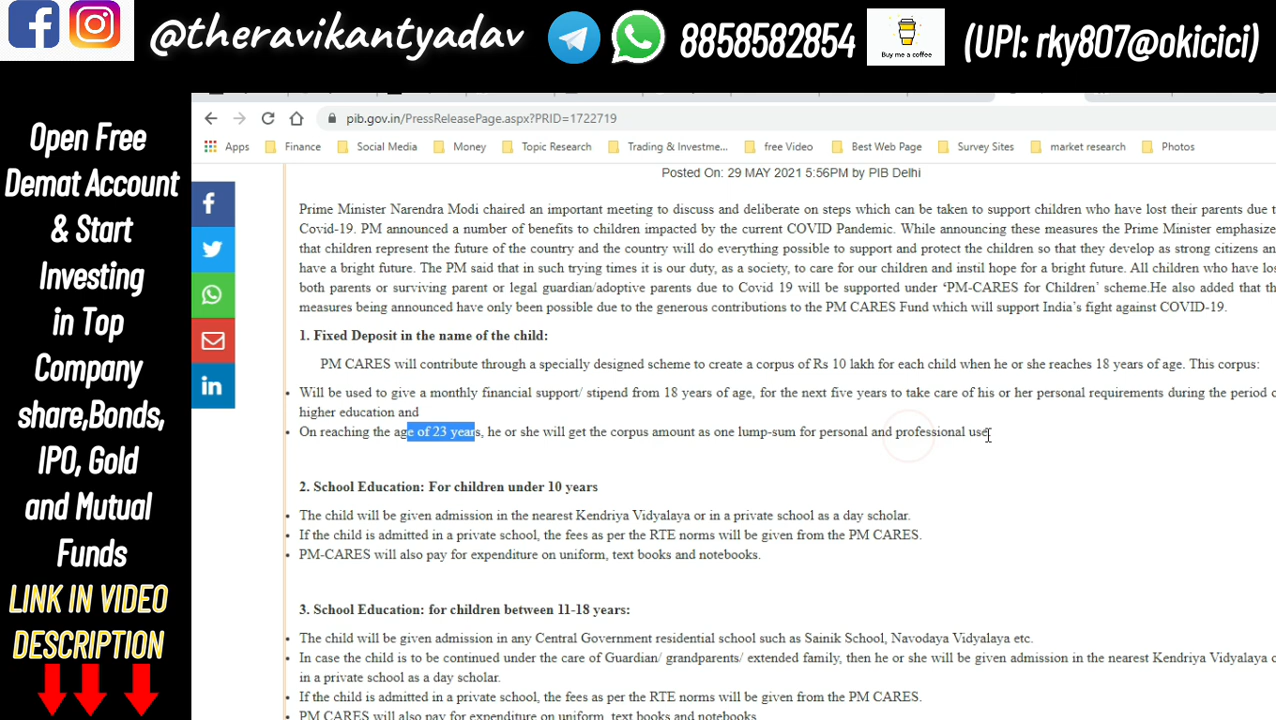 @theravikantyadav
8858582854
Buy me a coffee
(UPI: rky807@okicici)
Open Free
Demat Account
& Start
Investing
in Top
Company
share,Bonds,
IPO, Gold
and Mutual
Funds
LINK IN VIDEO
DESCRIPTION
pib.gov.in/PressReleasePage.aspx?PRID=1722719
Apps Finance Social Media Money Topic Research Trading & Investme... free Video Best Web Page Survey Sites market research Photos
Posted On: 29 MAY 2021 5:56PM by PIB Delhi
Prime Minister Narendra Modi chaired an important meeting to discuss and deliberate on steps which can be taken to support children who have lost their parents due t
Covid-19. PM announced a number of benefits to children impacted by the current COVID Pandemic. While announcing these measures the Prime Minister emphasize
that children represent the future of the country and the country will do everything possible to support and protect the children so that they develop as strong citizens an
have a bright future. The PM said that in such trying times it is our duty, as a society, to care for our children and instil hope for a bright future. All children who have los
both parents or surviving parent or legal guardian/adoptive parents due to Covid 19 will be supported under ‘PM-CARES for Children’ scheme.He also added that th
measures being announced have only been possible due to the generous contributions to the PM CARES Fund which will support India’s fight against COVID-19.
1. Fixed Deposit in the name of the child:
PM CARES will contribute through a specially designed scheme to create a corpus of Rs 10 lakh for each child when he or she reaches 18 years of age. This corpus:
Will be used to give a monthly financial support/ stipend from 18 years of age, for the next five years to take care of his or her personal requirements during the period o
higher education and
On reaching the age of 23 years, he or she will get the corpus amount as one lump-sum for personal and professional use.
2. School Education: For children under 10 years
The child will be given admission in the nearest Kendriya Vidyalaya or in a private school as a day scholar.
If the child is admitted in a private school, the fees as per the RTE norms will be given from the PM CARES.
PM-CARES will also pay for expenditure on uniform, text books and notebooks.
3. School Education: for children between 11-18 years:
The child will be given admission in any Central Government residential school such as Sainik School, Navodaya Vidyalaya etc.
In case the child is to be continued under the care of Guardian/ grandparents/ extended family, then he or she will be given admission in the nearest Kendriya Vidyalaya o
in a private school as a day scholar.
If the child is admitted in a private school, the fees as per the RTE norms will be given from the PM CARES.
PM CARES will also pay for expenditure on uniform, text books and notebooks.